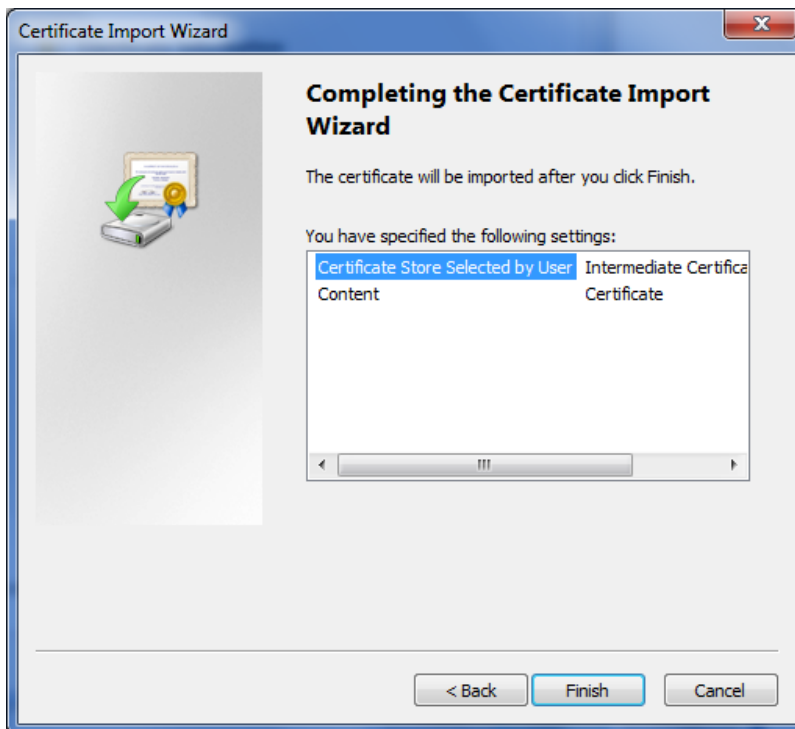 Certificate Import Wizard
Completing the Certificate Import
Wizard
The certificate will be imported after you click Finish.
You have specified the following settings:
Certificate Store Selected by User Intermediate Certifica
Content Certificate
< Back Finish Cancel